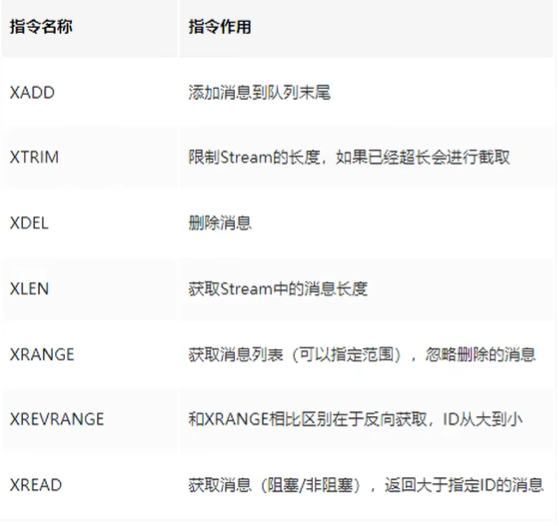 指令名称 指令作用
XADD 添加消息到队列末尾
XTRIM 限制Stream的长度，如果已经超长会进行截取
XDEL 删除消息
XLEN 获取Stream中的消息长度
XRANGE 获取消息列表（可以指定范围），忽略删除的消息
XREVRANGE 和XRANGE相比区别在于反向获取，ID从大到小
XREAD 获取消息（阻塞/非阻塞），返回大于指定ID的消息